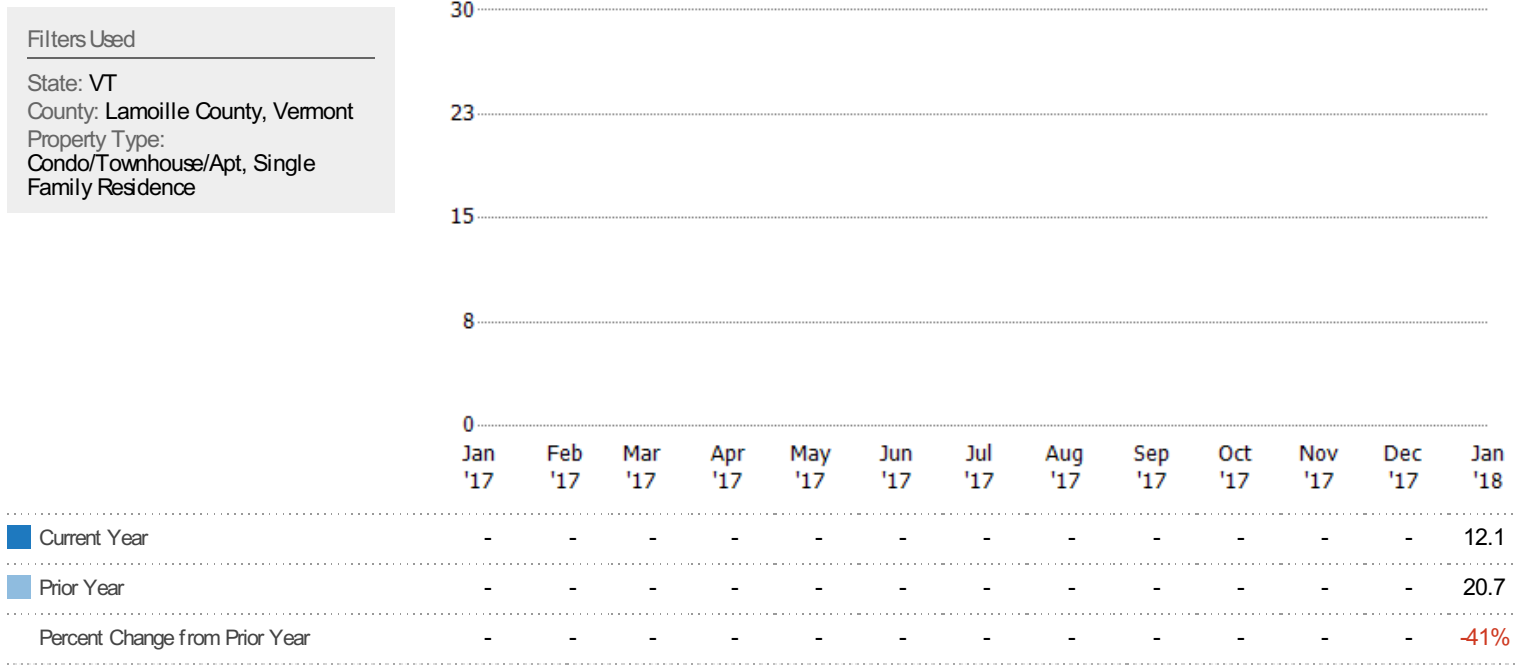 Filters Used
State: VT
County: Lamoille County, Vermont
Property Type:
Condo/Townhouse/Apt, Single
Family Residence
30
23
15
8
0
Jan Feb Mar Apr May Jun Jul Aug Sep Oct Nov Dec Jan
'17 '17 '17 '17 '17 '17 '17 '17 '17 '17 '17 '17 '18
Current Year - - - - - - - - - - - - 12.1
Prior Year - - - - - - - - - - - - 20.7
Percent Change from Prior Year - - - - - - - - - - - - -41%